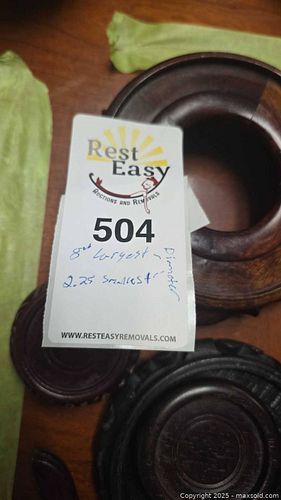 Rest
Easy
AUCTIONS AND REMOVALS
504
8" Largest
2.25 smallest
Diameter
WWW.RESTEASYREMOVALS.COM
Copyright 2025 - maxsold.com